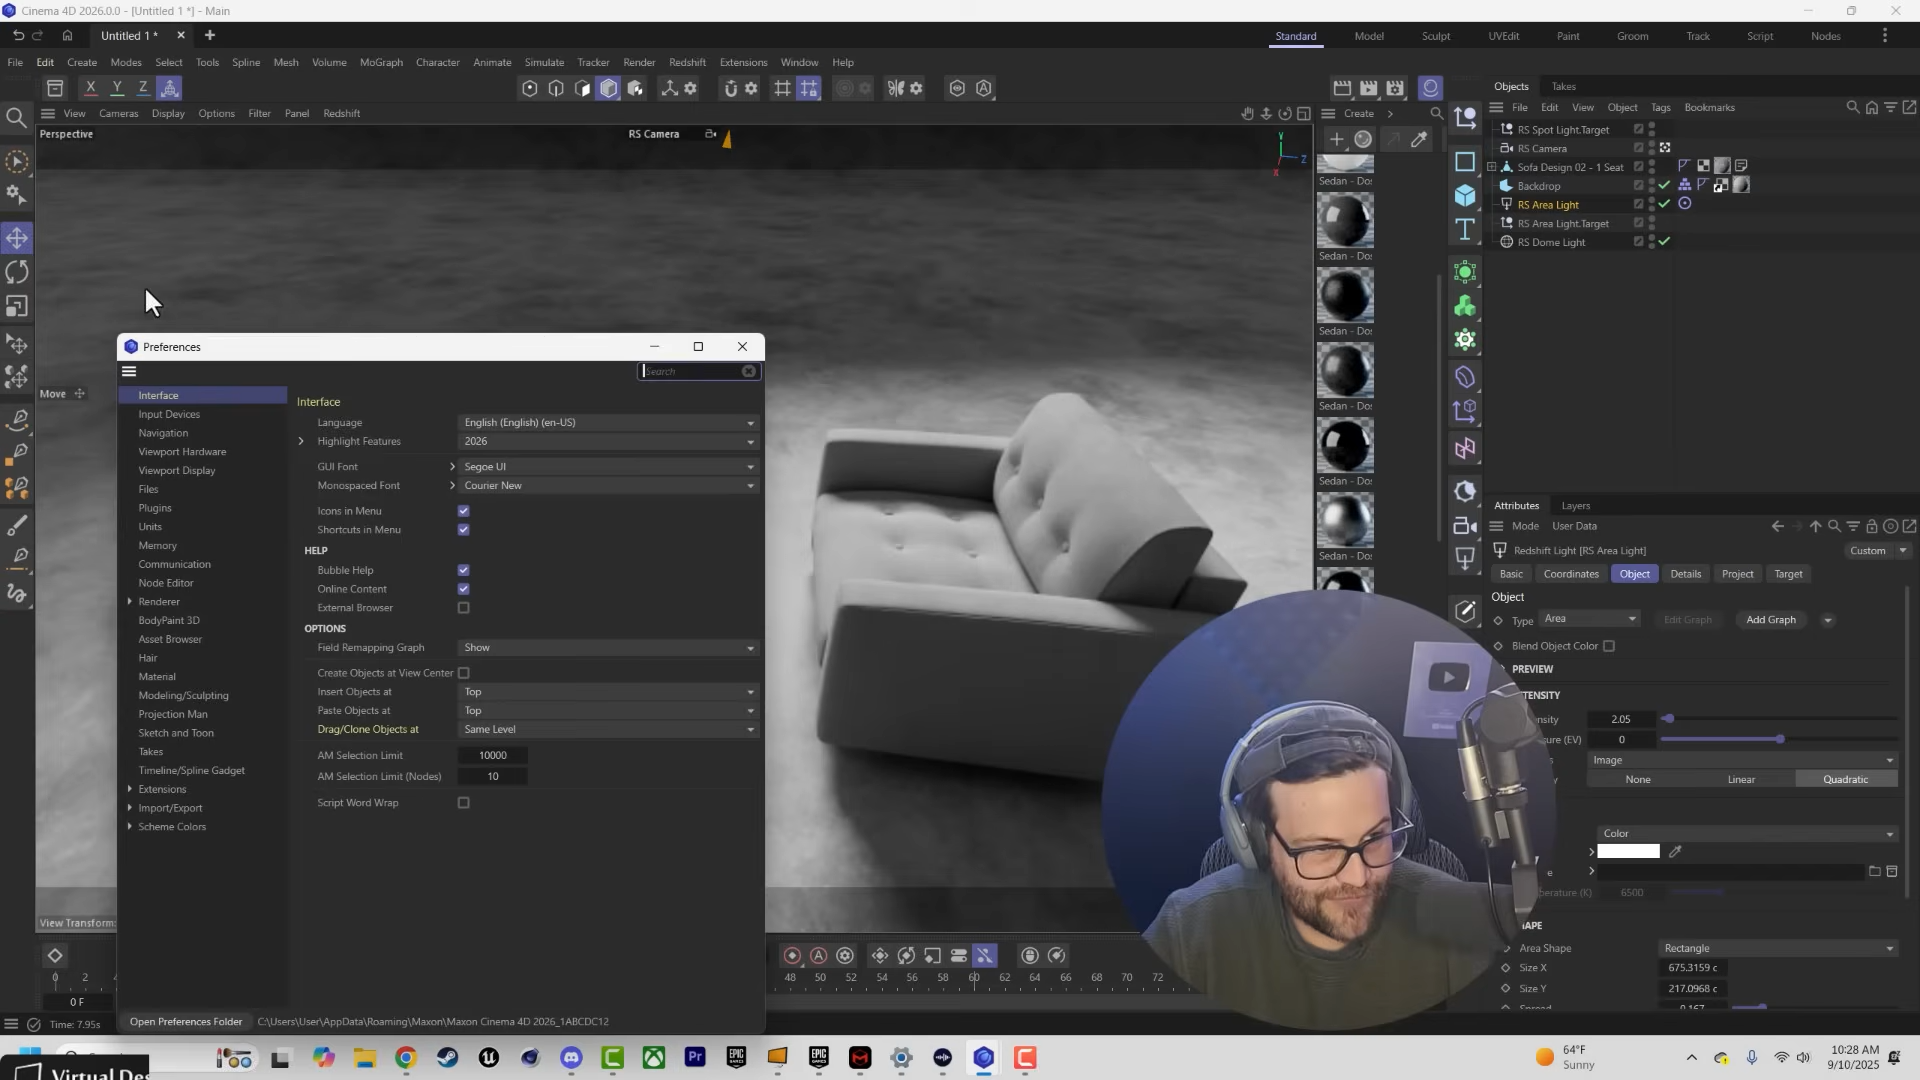 Cinema 4D 2026.0.0 - [Untitled 1 *] - Main
Untitled 1 *
Standard Model Sculpt UVEdit Paint Groom Track Script Nodes
File Edit Create Modes Select Tools Spline Mesh Volume MoGraph Character Animate Simulate Tracker Render Redshift Extensions Window Help
Objects Takes
X Y Z
File Edit View Object Tags Bookmarks
View Cameras Display Options Filter Panel Redshift
Create
Perspective
RS Camera
Y
Z
X
RS Spot Light.Target
RS Camera
Sofa Design 02 - 1 Seat
Backdrop
RS Area Light
RS Area Light.Target
RS Dome Light
Sedan - Do:
Sedan - Do:
Sedan - Do:
Sedan - Do:
Sedan - Do:
Sedan - Do:
Move
Preferences
Search
Interface
Input Devices
Navigation
Viewport Hardware
Viewport Display
Files
Plugins
Units
Memory
Communication
Node Editor
Renderer
BodyPaint 3D
Asset Browser
Hair
Material
Modeling/Sculpting
Projection Man
Sketch and Toon
Takes
Timeline/Spline Gadget
Extensions
Import/Export
Scheme Colors
Interface
Language English (English) (en-US)
Highlight Features 2026
GUI Font Segoe UI
Monospaced Font Courier New
Icons in Menu
Shortcuts in Menu
HELP
Bubble Help
Online Content
External Browser
OPTIONS
Field Remapping Graph Show
Create Objects at View Center
Insert Objects at Top
Paste Objects at Top
Drag/Clone Objects at Same Level
AM Selection Limit 10000
AM Selection Limit (Nodes) 10
Script Word Wrap
Open Preferences Folder C:\Users\User\AppData\Roaming\Maxon\Maxon Cinema 4D 2026_1ABCDC12
Attributes Layers
Mode User Data
Redshift Light [RS Area Light] Custom
Basic Coordinates Object Details Project Target
Object
Type Area Edit Graph Add Graph
Blend Object Color
PREVIEW
TENSITY
nsity 2.05
ure (EV) 0
Image
None Linear Quadratic
Color
perature (K) 6500
HAPE
Area Shape Rectangle
Size X 675.3159 c
Size Y 217.0968 c
Spread 0.167
View Transform:
0 2 4 48 50 52 54 56 58 60 62 64 66 68 70 72
0 F
Time: 7.95s
Virtual Des
64°F
Sunny
10:28 AM
9/10/2025